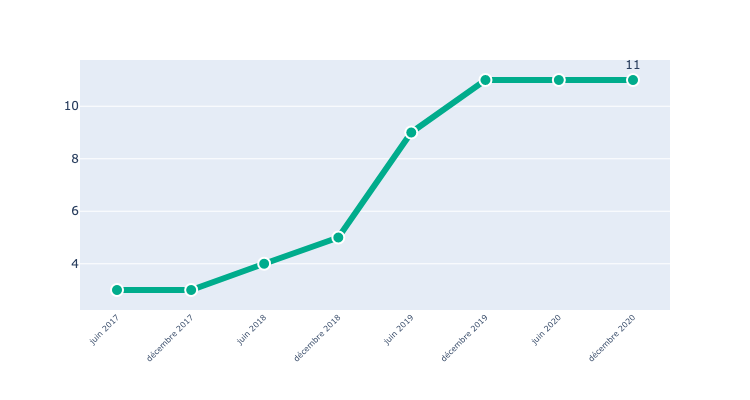 11
10
8
6
4
juin 2017
décembre 2017
juin 2018
décembre 2018
juin 2019
décembre 2019
juin 2020
décembre 2020